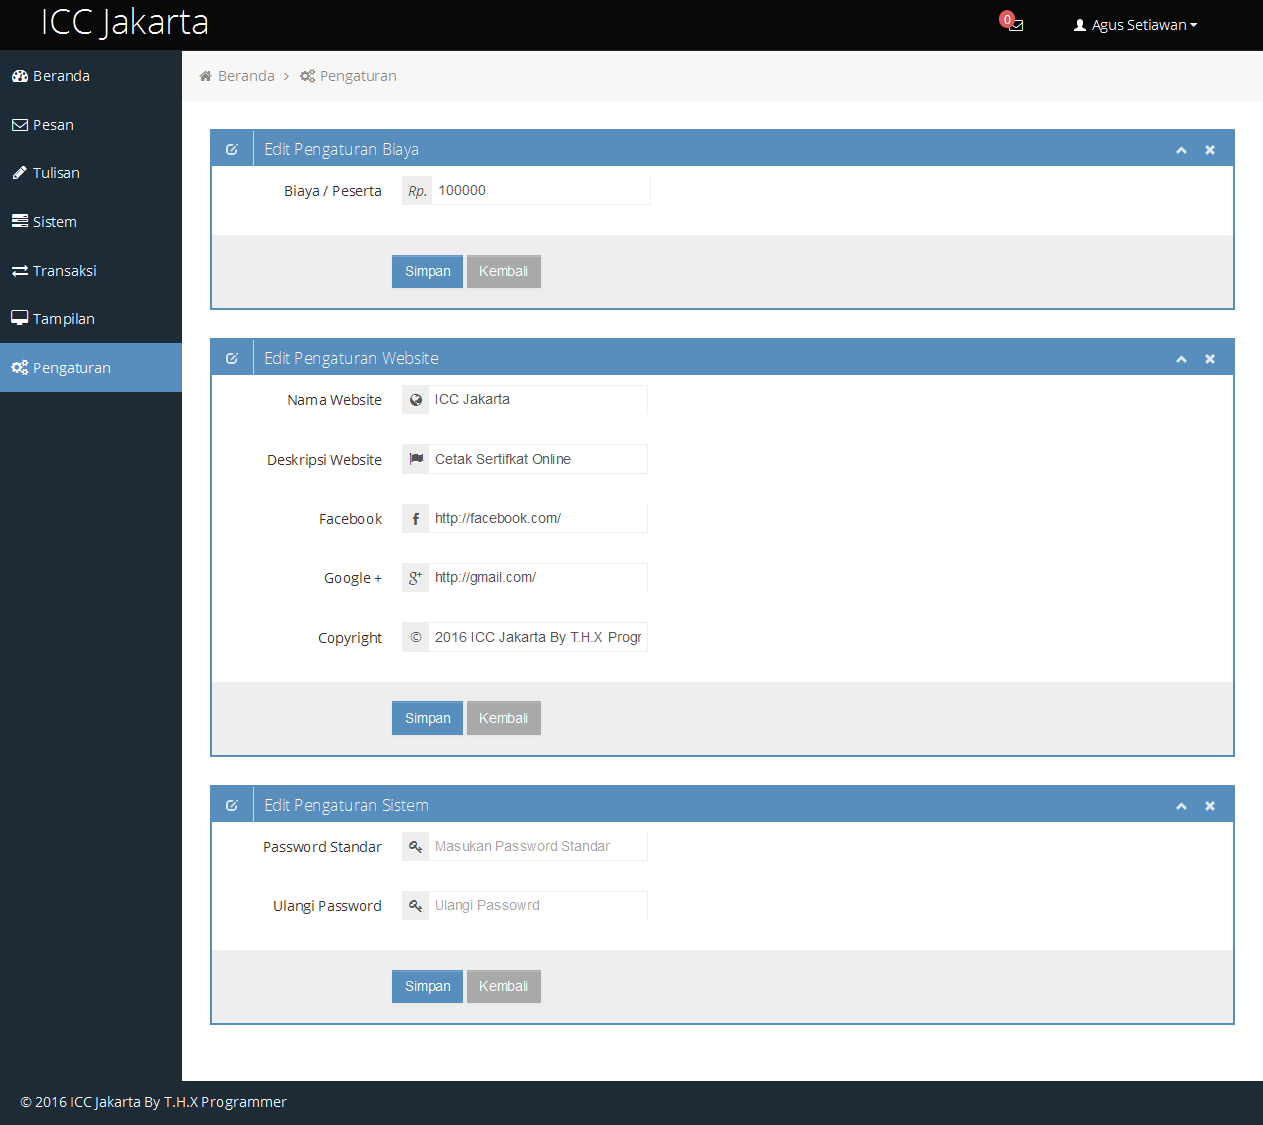 ICC Jakarta
0
Agus Setiawan
Beranda
Pesan
Tulisan
Sistem
Transaksi
Tampilan
Pengaturan
Beranda > Pengaturan
Edit Pengaturan Biaya
Biaya / Peserta Rp. 100000
Simpan Kembali
Edit Pengaturan Website
Nama Website ICC Jakarta
Deskripsi Website Cetak Sertifkat Online
Facebook f http://facebook.com/
Google + g+ http://gmail.com/
Copyright © 2016 ICC Jakarta By T.H.X Progr
Simpan Kembali
Edit Pengaturan Sistem
Password Standar Masukan Password Standar
Ulangi Password Ulangi Passowrd
Simpan Kembali
© 2016 ICC Jakarta By T.H.X Programmer